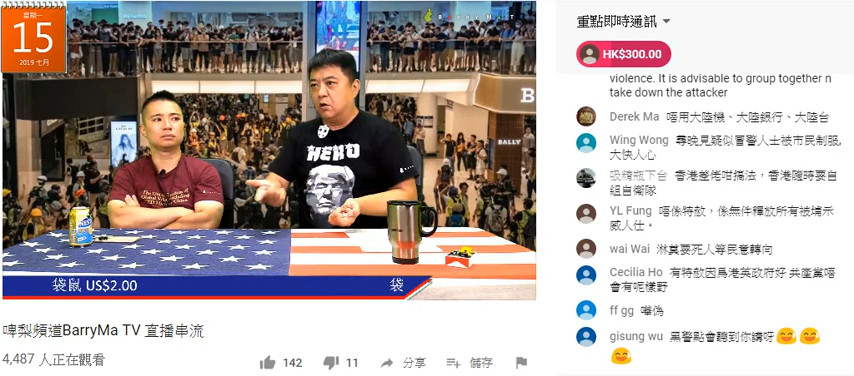 星期一
15
2019 七月
BARRYMA T
BALLY
HERO
袋鼠 US$2.00
袋
啤梨頻道BarryMa TV 直播串流
4,487 人正在觀看
142
11
分享
儲存
重點即時通訊
HK$300.00
violence. It is advisable to group together n
take down the attacker
Derek Ma 唔用大陸機、大陸銀行、大陸台
Wing Wong 尋晚見疑似冒警人士被市民制服,
大快人心
吸精瓶下台 香港差佬咁搞法，香港隨時要自
組自衛隊
YL Fung 唔係特赦，係無件釋放所有被埔示
威人仕。
wai Wai 淋莫要死人等民意轉向
Cecilia Ho 有特赦因爲港英政府好 共產黨唔
會有呢樣野
ff gg 嘩偽
gisung wu 黑警點會聽到你講呀